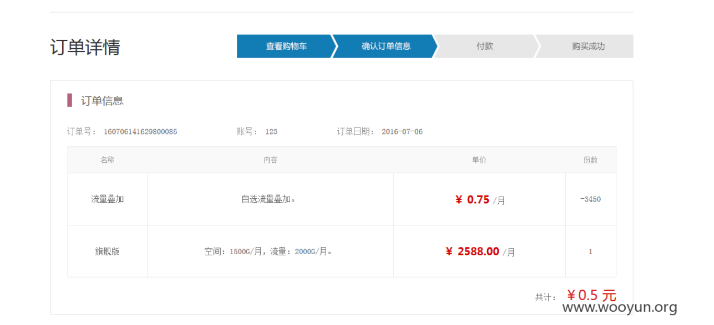 订单详情
查看购物车 确认订单信息 付款 购买成功
订单信息
订单号： 160706141629800085 账号： 123 订单日期： 2016-07-06
名称 内容 单价 份数
流量叠加 自选流量叠加。 ¥ 0.75 /月 -3450
旗舰版 空间：1500G/月，流量：2000G/月。 ¥ 2588.00 /月 1
共计： ¥0.5 元
www.wooyun.org